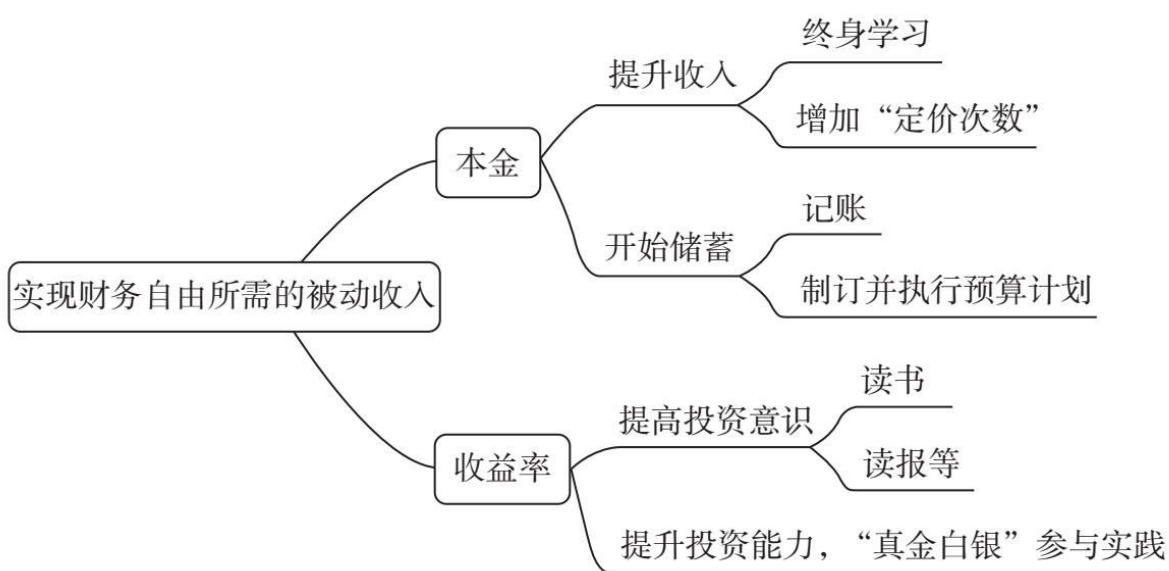 终身学习
提升收入
增加“定价次数”
本金
记账
开始储蓄
制订并执行预算计划
实现财务自由所需的被动收入
读书
提高投资意识
读报等
收益率
提升投资能力，“真金白银”参与实践